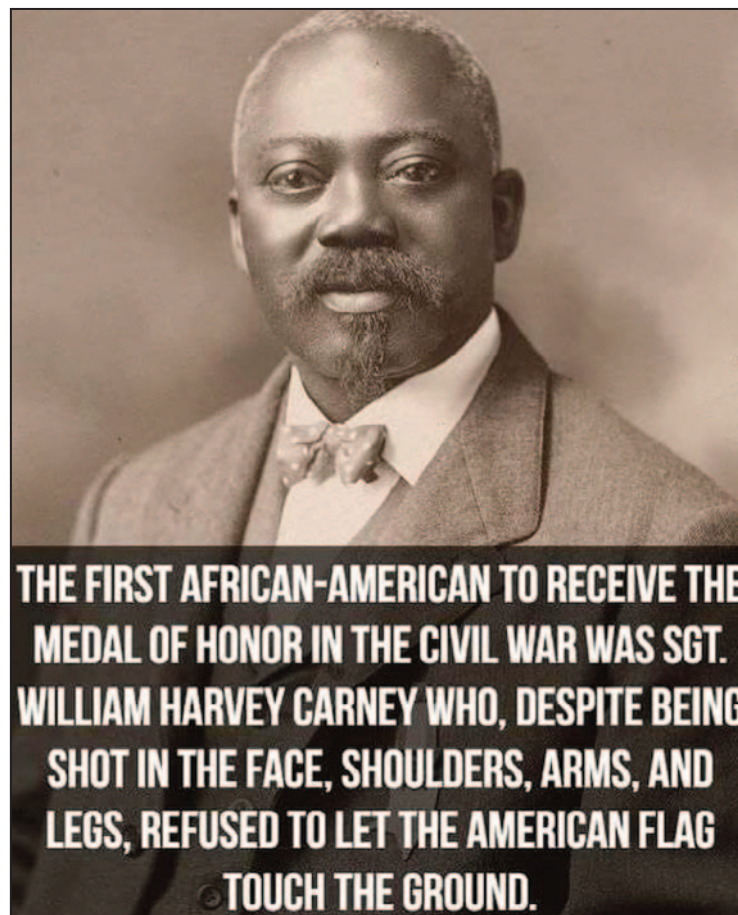 THE FIRST AFRICAN-AMERICAN TO RECEIVE THE
MEDAL OF HONOR IN THE CIVIL WAR WAS SGT.
WILLIAM HARVEY CARNEY WHO, DESPITE BEING
SHOT IN THE FACE, SHOULDERS, ARMS, AND
LEGS, REFUSED TO LET THE AMERICAN FLAG
TOUCH THE GROUND.